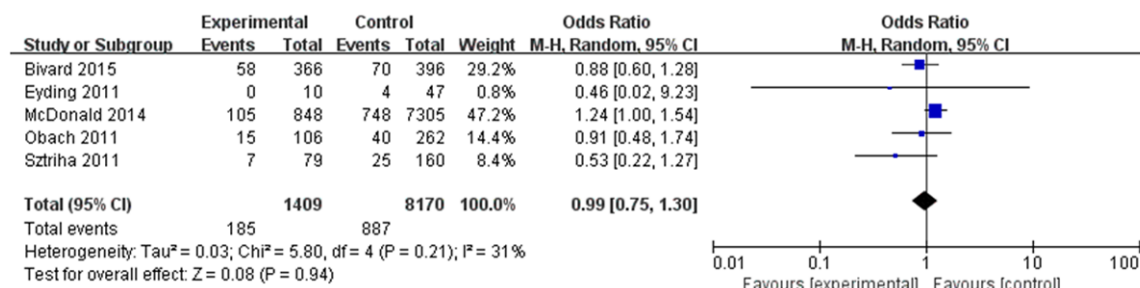 Experimental Control Odds Ratio Odds Ratio
Study or Subgroup Events Total Events Total Weight M-H, Random, 95% CI M-H, Random, 95% CI
Bivard 2015 58 366 70 396 29.2% 0.88 [0.60, 1.28]
Eyding 2011 0 10 4 47 0.8% 0.46 [0.02, 9.23]
McDonald 2014 105 848 748 7305 47.2% 1.24 [1.00, 1.54]
Obach 2011 15 106 40 262 14.4% 0.91 [0.48, 1.74]
Sztriha 2011 7 79 25 160 8.4% 0.53 [0.22, 1.27]
Total (95% CI) 1409 8170 100.0% 0.99 [0.75, 1.30]
Total events 185 887
Heterogeneity: Tau² = 0.03; Chi² = 5.80, df = 4 (P = 0.21); I² = 31%
Test for overall effect: Z = 0.08 (P = 0.94)
0.01 0.1 1 10 100
Favours [experimental] Favours [control]